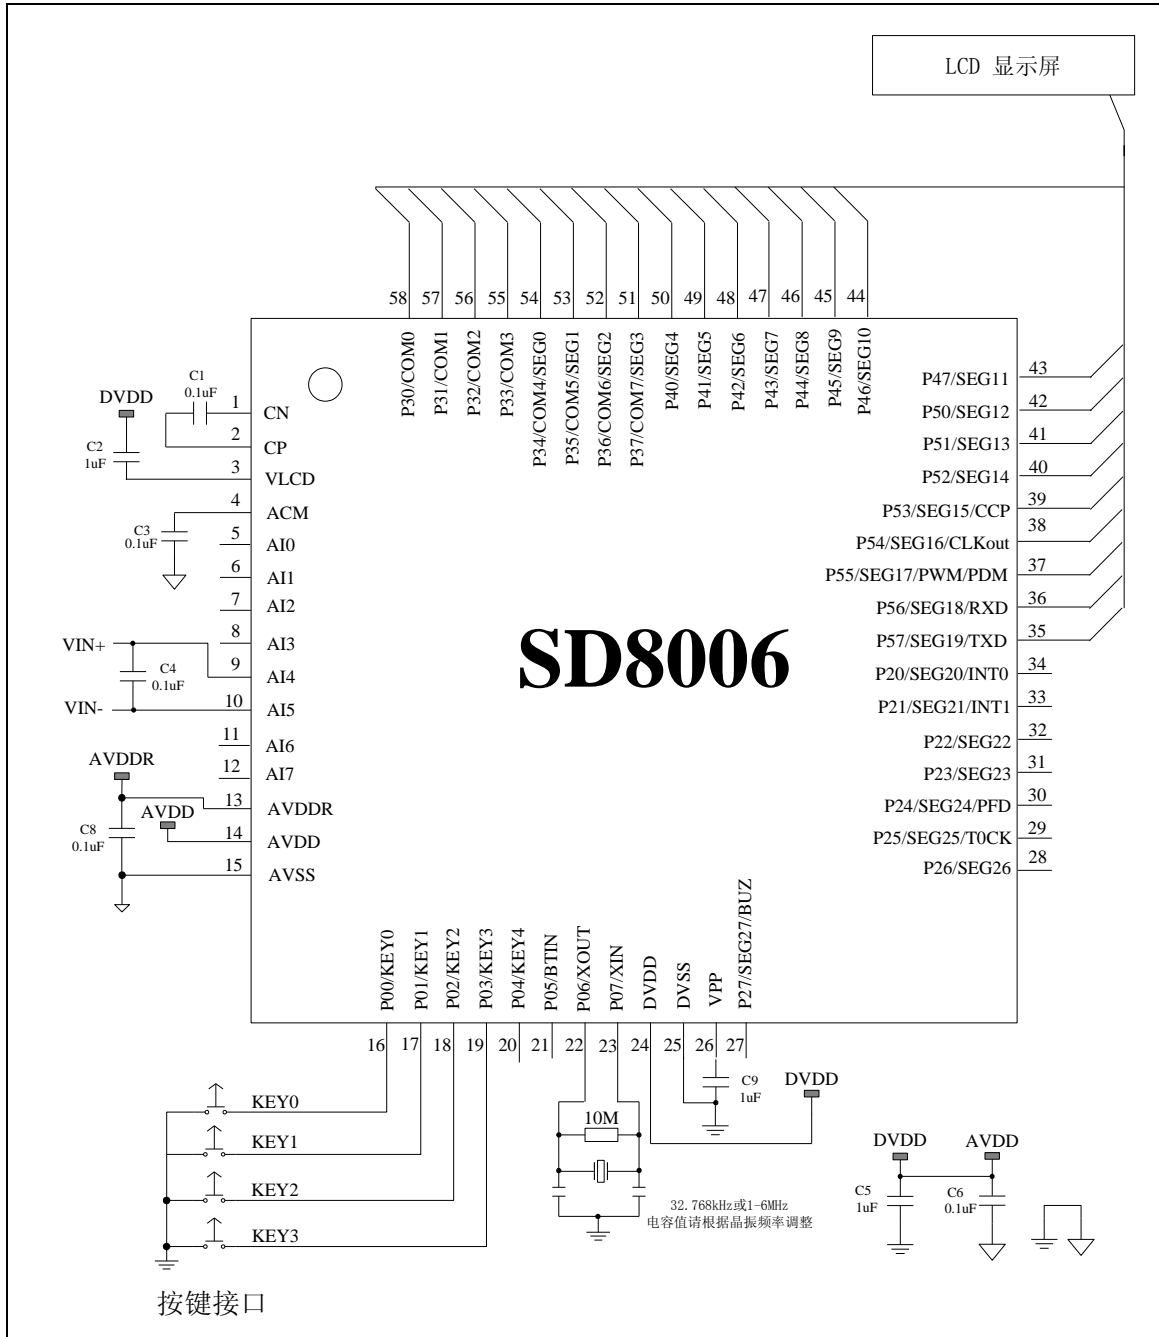 LCD 显示屏
58
57
56
55
54
53
52
51
50
49
48
47
46
45
44
P30/COM0
P31/COM1
P32/COM2
P33/COM3
P34/COM4/SEG0
P35/COM5/SEG1
P36/COM6/SEG2
P37/COM7/SEG3
P40/SEG4
P41/SEG5
P42/SEG6
P43/SEG7
P44/SEG8
P45/SEG9
P46/SEG10
C1
0.1uF
DVDD
C2
1uF
1
CN
2
CP
3
VLCD
4
ACM
C3
0.1uF
5
AI0
6
AI1
7
AI2
8
AI3
VIN+
9
AI4
C4
0.1uF
VIN-
10
AI5
11
AI6
12
AI7
AVDDR
13
AVDDR
AVDD
C8
0.1uF
14
AVDD
15
AVSS
SD8006
P47/SEG11
43
P50/SEG12
42
P51/SEG13
41
P52/SEG14
40
P53/SEG15/CCP
39
P54/SEG16/CLKout
38
P55/SEG17/PWM/PDM
37
P56/SEG18/RXD
36
P57/SEG19/TXD
35
P20/SEG20/INT0
34
P21/SEG21/INT1
33
P22/SEG22
32
P23/SEG23
31
P24/SEG24/PFD
30
P25/SEG25/T0CK
29
P26/SEG26
28
P00/KEY0
P01/KEY1
P02/KEY2
P03/KEY3
P04/KEY4
P05/BTIN
P06/XOUT
P07/XIN
DVDD
DVSS
VPP
P27/SEG27/BUZ
16
17
18
19
20
21
22
23
24
25
26
27
C9
1uF
DVDD
KEY0
KEY1
KEY2
KEY3
10M
32.768kHz或1-6MHz
电容值请根据晶振频率调整
DVDD
AVDD
C5
1uF
C6
0.1uF
按键接口